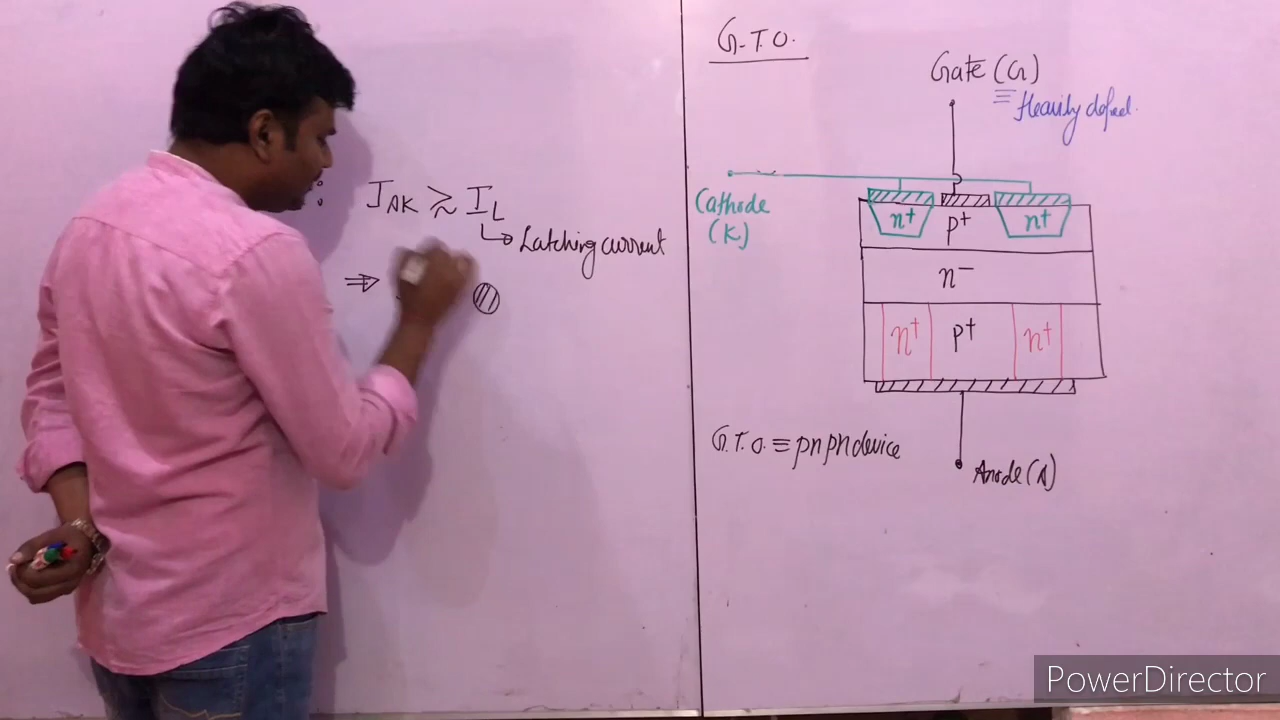 : I_AK ≥ I_L
↳ Latching current
⇒
G.T.O.
Gate (G)
≡ Heavily doped.
Cathode
(K)
n⁺ p⁺ n⁺
n⁻
n⁺ p⁺ n⁺
G.T.O. ≡ pnpn device
Anode (A)
PowerDirector